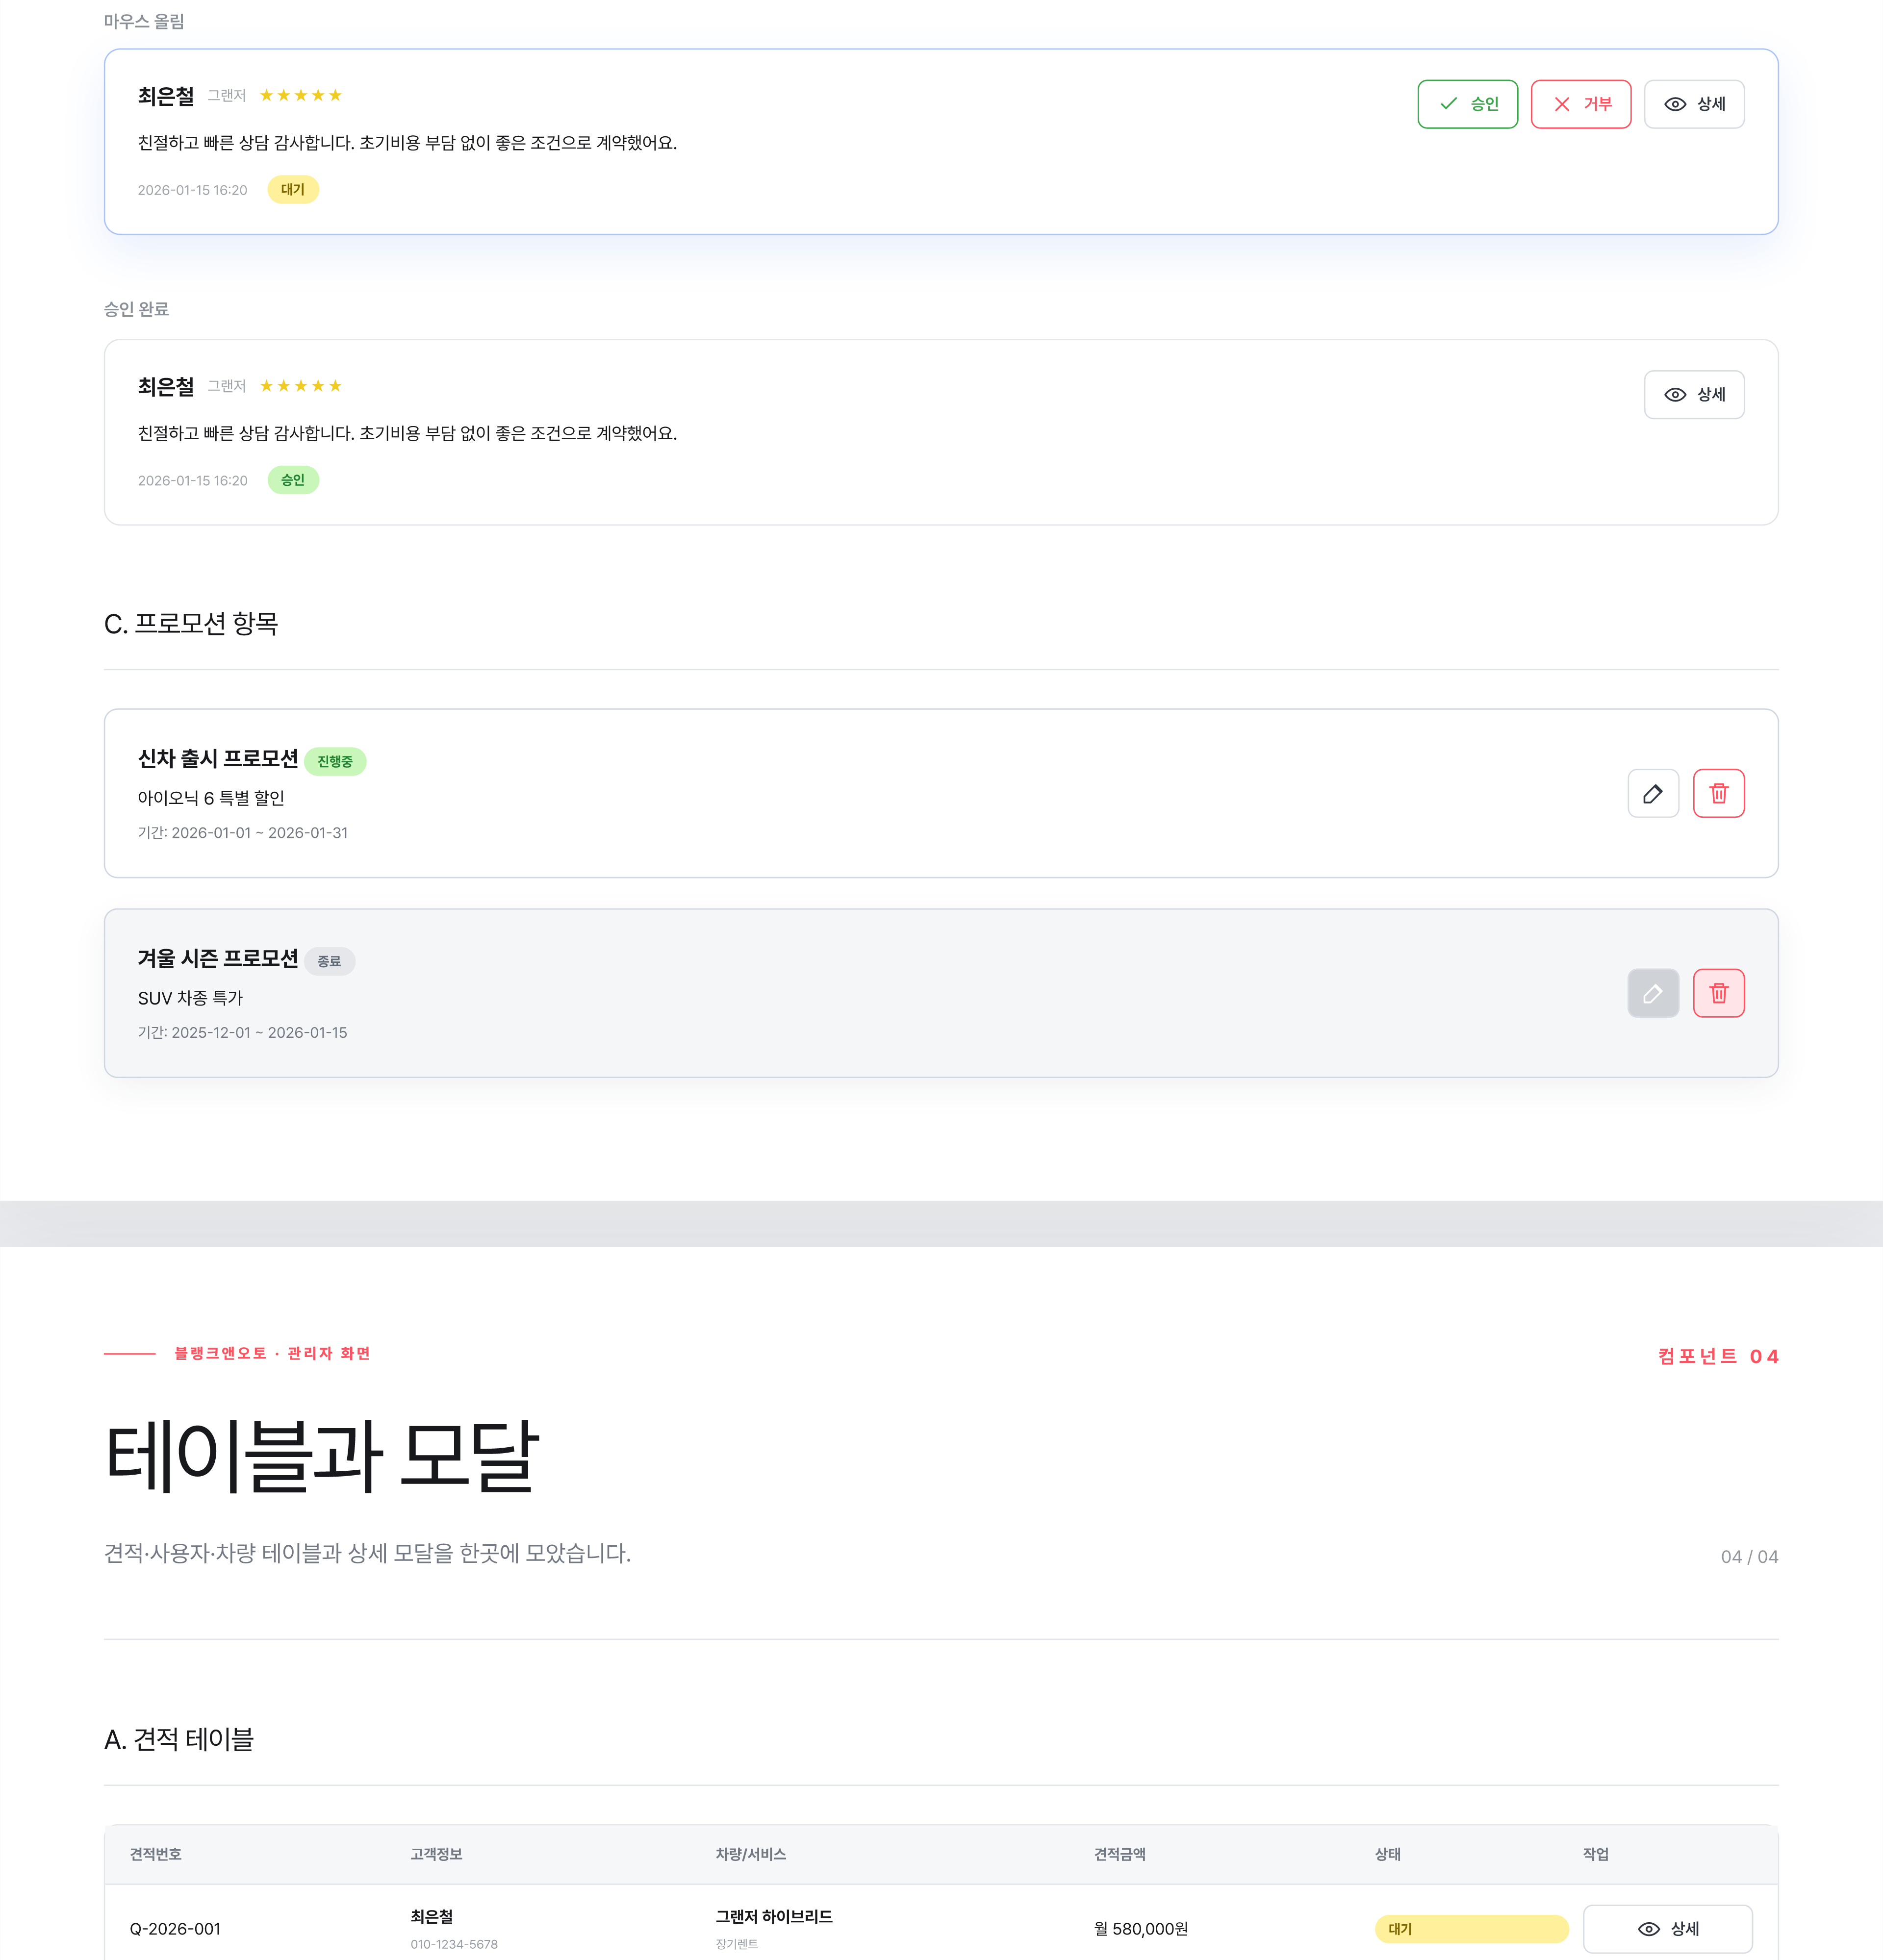 마우스 올림
최은철 그랜저 ★★★★★
승인 거부 상세
친절하고 빠른 상담 감사합니다. 초기비용 부담 없이 좋은 조건으로 계약했어요.
2026-01-15 16:20 대기
승인 완료
최은철 그랜저 ★★★★★
상세
친절하고 빠른 상담 감사합니다. 초기비용 부담 없이 좋은 조건으로 계약했어요.
2026-01-15 16:20 승인
C. 프로모션 항목
신차 출시 프로모션 진행중
아이오닉 6 특별 할인
기간: 2026-01-01 ~ 2026-01-31
겨울 시즌 프로모션 종료
SUV 차종 특가
기간: 2025-12-01 ~ 2026-01-15
블랭크앤오토 · 관리자 화면
컴포넌트 04
테이블과 모달
견적·사용자·차량 테이블과 상세 모달을 한곳에 모았습니다.
04 / 04
A. 견적 테이블
견적번호 고객정보 차량/서비스 견적금액 상태 작업
Q-2026-001 최은철 그랜저 하이브리드 월 580,000원 대기 상세
010-1234-5678 장기렌트